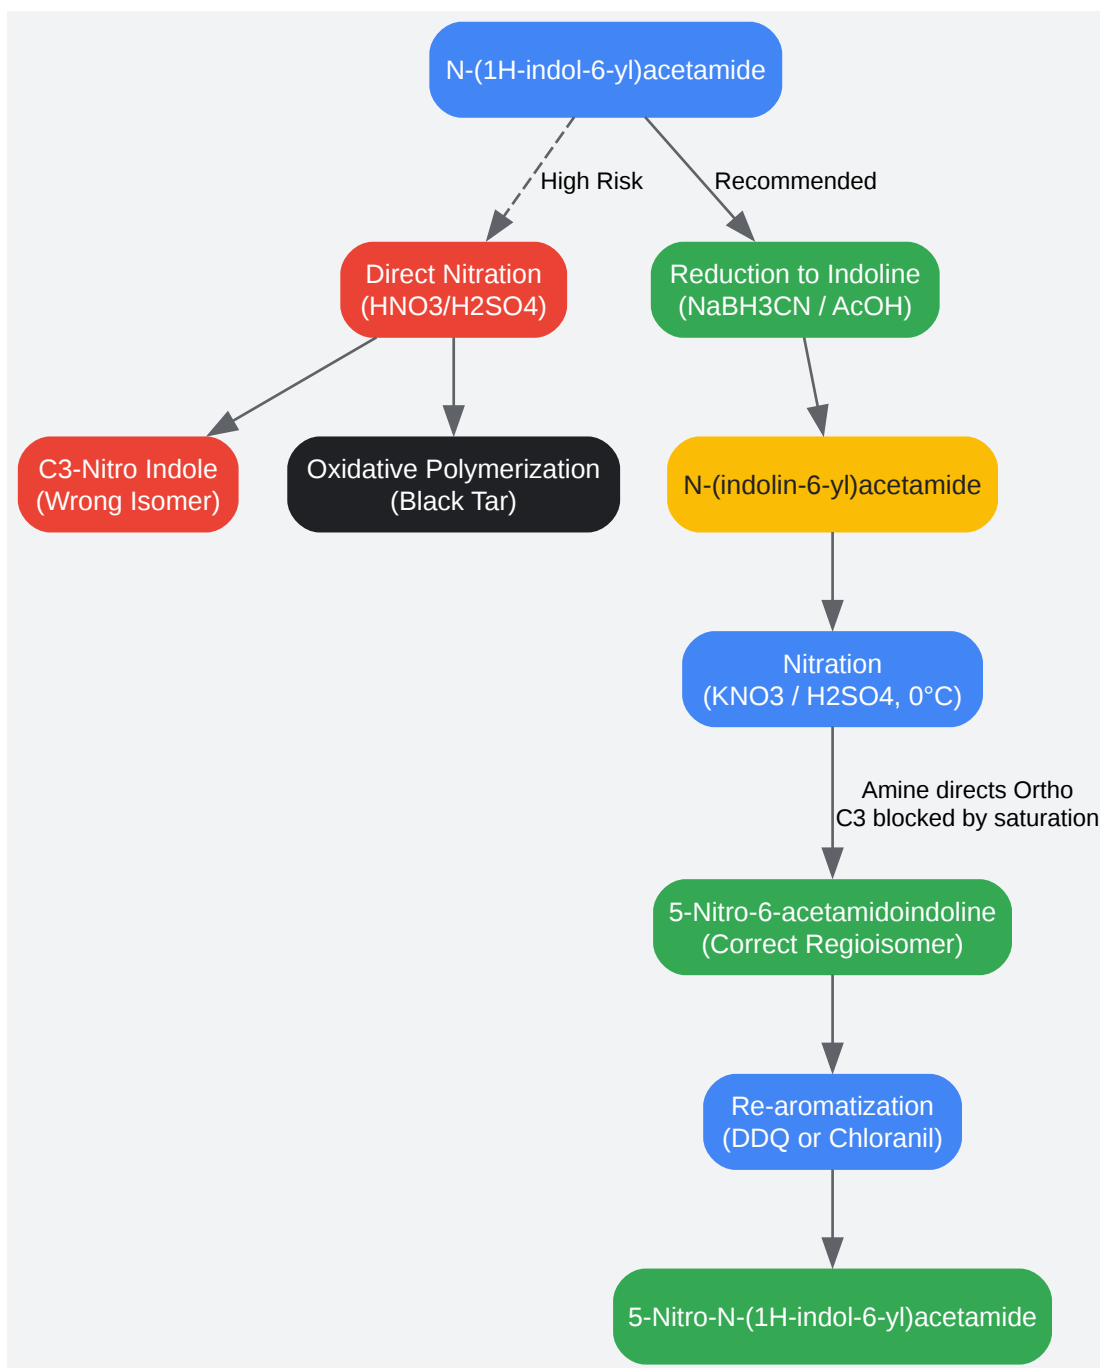 N-(1H-indol-6-yl)acetamide
High Risk
Recommended
Direct Nitration
(HNO3/H2SO4)
Reduction to Indoline
(NaBH3CN / AcOH)
C3-Nitro Indole
(Wrong Isomer)
Oxidative Polymerization
(Black Tar)
N-(indolin-6-yl)acetamide
Nitration
(KNO3 / H2SO4, 0°C)
Amine directs Ortho
C3 blocked by saturation
5-Nitro-6-acetamidoindoline
(Correct Regioisomer)
Re-aromatization
(DDQ or Chloranil)
5-Nitro-N-(1H-indol-6-yl)acetamide